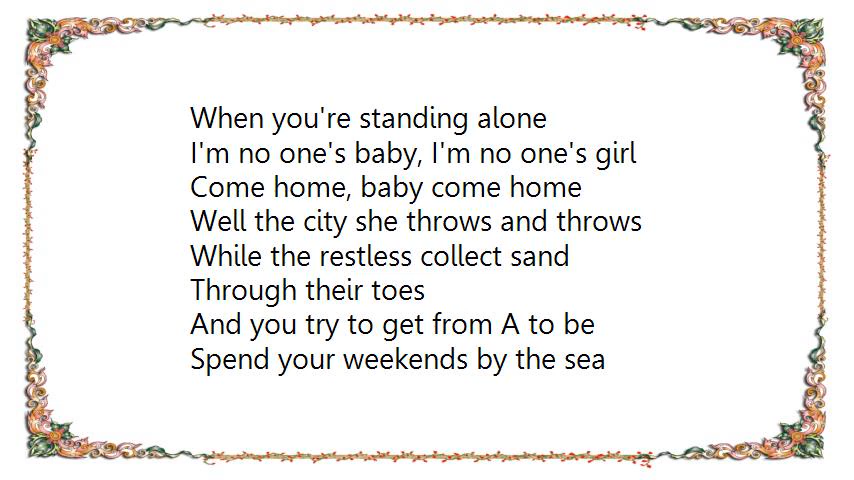 When you're standing alone
I'm no one's baby, I'm no one's girl
Come home, baby come home
Well the city she throws and throws
While the restless collect sand
Through their toes
And you try to get from A to be
Spend your weekends by the sea